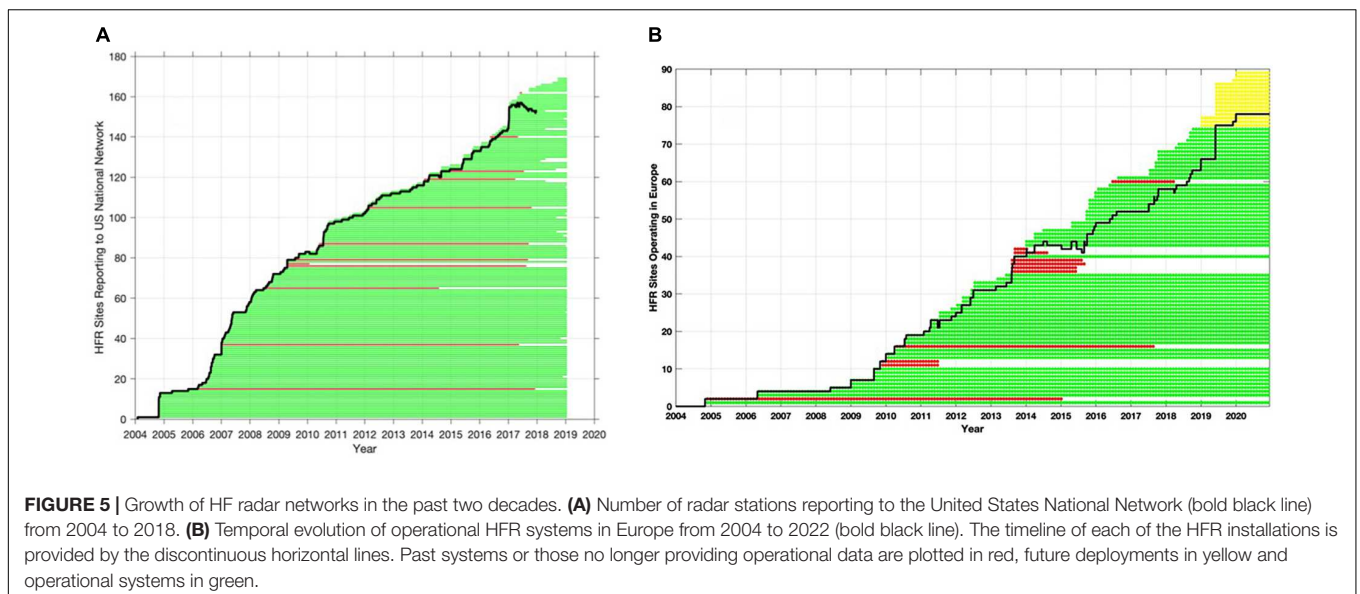 A
180
160
140
120
100
80
60
40
20
0
HFR Sites Reporting to US National Network
2004 2005 2006 2007 2008 2009 2010 2011 2012 2013 2014 2015 2016 2017 2018 2019 2020
Year
B
90
80
70
60
50
40
30
20
10
0
HFR Sites Operating in Europe
2004 2005 2006 2007 2008 2009 2010 2011 2012 2013 2014 2015 2016 2017 2018 2019 2020
Year
FIGURE 5 | Growth of HF radar networks in the past two decades. (A) Number of radar stations reporting to the United States National Network (bold black line)
from 2004 to 2018. (B) Temporal evolution of operational HFR systems in Europe from 2004 to 2022 (bold black line). The timeline of each of the HFR installations is
provided by the discontinuous horizontal lines. Past systems or those no longer providing operational data are plotted in red, future deployments in yellow and
operational systems in green.